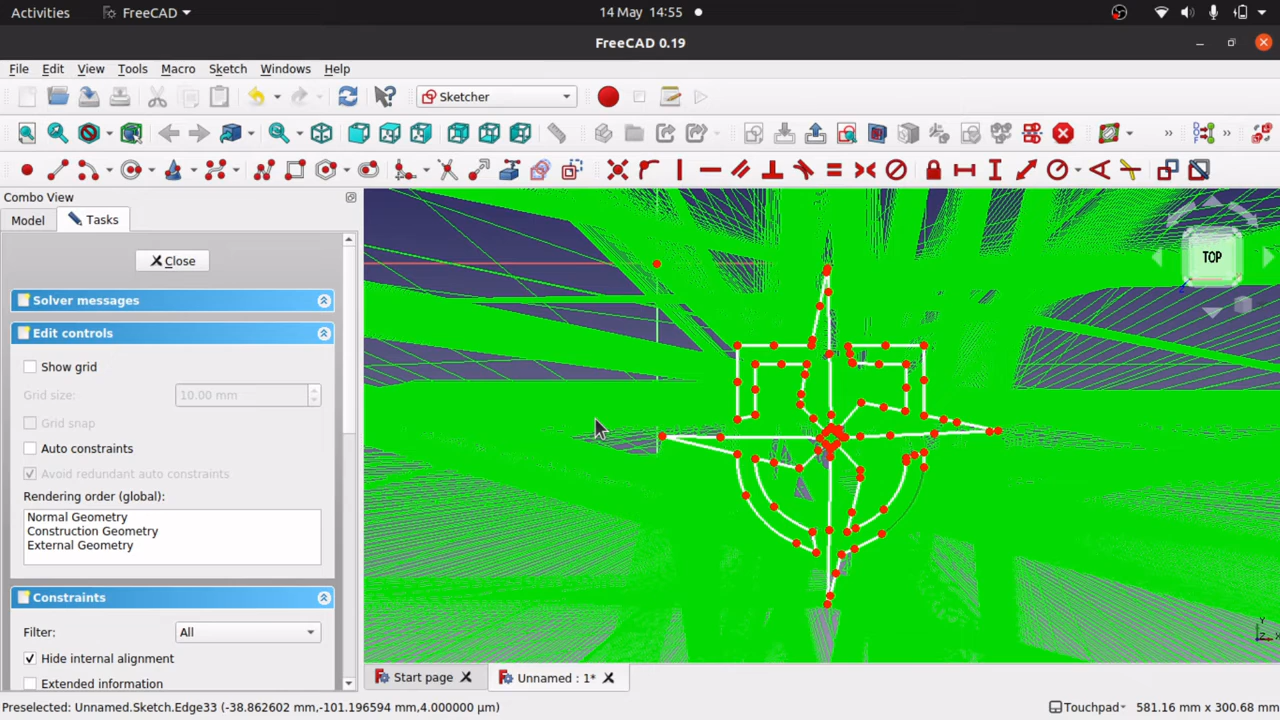 Activities FreeCAD 14 May 14:55
FreeCAD 0.19
File Edit View Tools Macro Sketch Windows Help
Sketcher
Combo View
Model Tasks
Close
Solver messages
Edit controls
Show grid
Grid size: 10.00 mm
Grid snap
Auto constraints
Avoid redundant auto constraints
Rendering order (global):
Normal Geometry
Construction Geometry
External Geometry
Constraints
Filter: All
Hide internal alignment
Extended information
TOP
Y
Z X
Start page Unnamed : 1*
Preselected: Unnamed.Sketch.Edge33 (-38.862602 mm,-101.196594 mm,4.000000 µm) Touchpad 581.16 mm x 300.68 mm